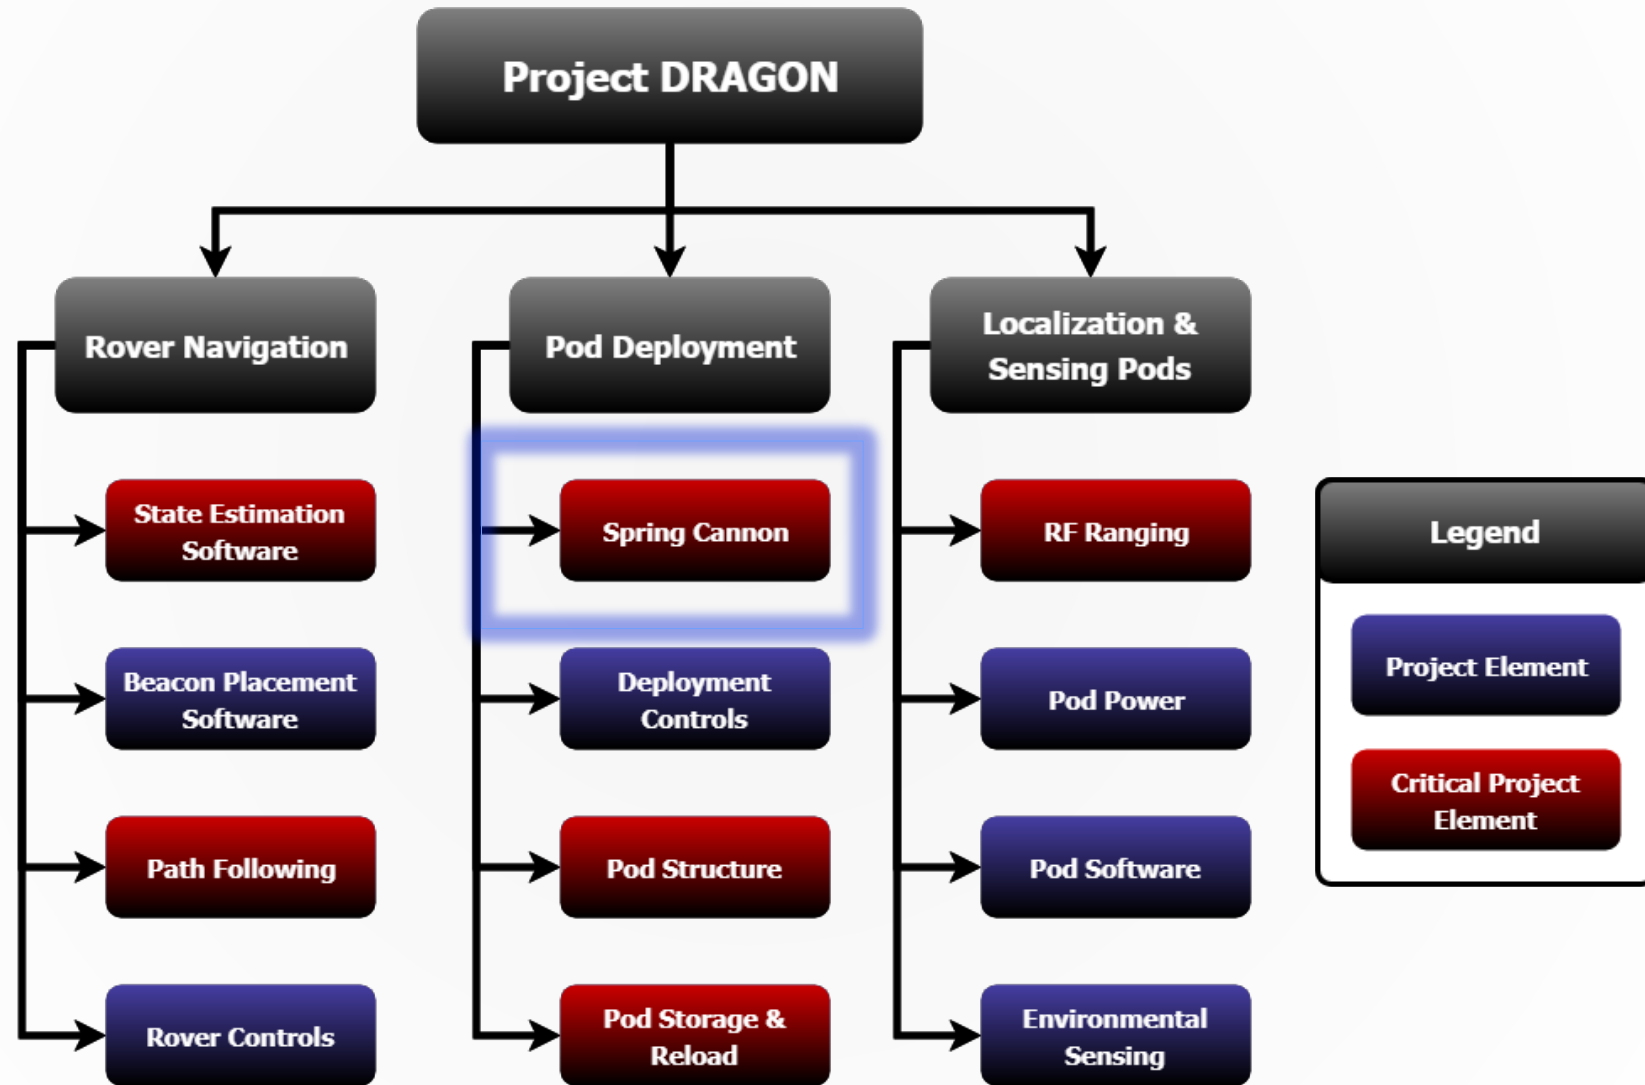 Project DRAGON
Rover Navigation
Pod Deployment
Localization &
Sensing Pods
State Estimation
Software
Spring Cannon
RF Ranging
Beacon Placement
Software
Deployment
Controls
Pod Power
Path Following
Pod Structure
Pod Software
Rover Controls
Pod Storage &
Reload
Environmental
Sensing
Legend
Project Element
Critical Project
Element